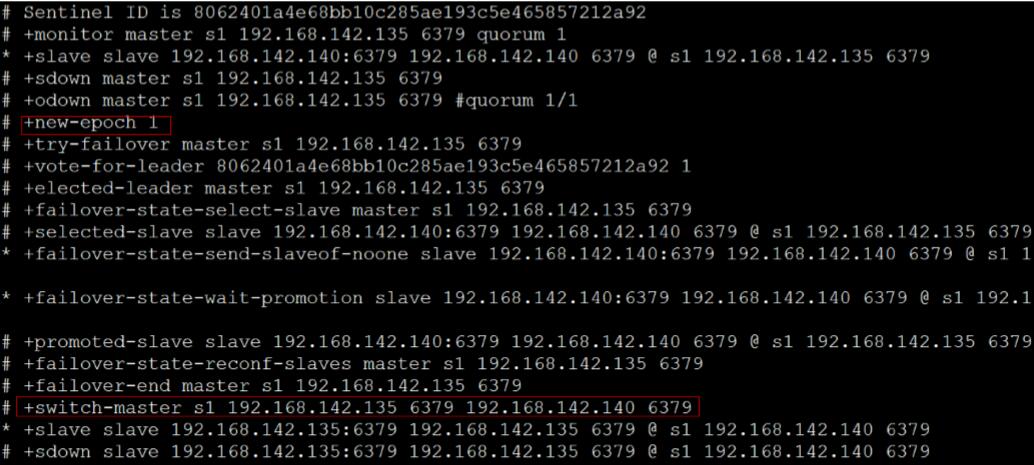 # Sentinel ID is 8062401a4e68bb10c285ae193c5e465857212a92
# +monitor master s1 192.168.142.135 6379 quorum 1
* +slave slave 192.168.142.140:6379 192.168.142.140 6379 @ s1 192.168.142.135 6379
# +sdown master s1 192.168.142.135 6379
# +odown master s1 192.168.142.135 6379 #quorum 1/1
# +new-epoch 1
# +try-failover master s1 192.168.142.135 6379
# +vote-for-leader 8062401a4e68bb10c285ae193c5e465857212a92 1
# +elected-leader master s1 192.168.142.135 6379
# +failover-state-select-slave master s1 192.168.142.135 6379
# +selected-slave slave 192.168.142.140:6379 192.168.142.140 6379 @ s1 192.168.142.135 6379
* +failover-state-send-slaveof-noone slave 192.168.142.140:6379 192.168.142.140 6379 @ s1 1
* +failover-state-wait-promotion slave 192.168.142.140:6379 192.168.142.140 6379 @ s1 192.1
# +promoted-slave slave 192.168.142.140:6379 192.168.142.140 6379 @ s1 192.168.142.135 6379
# +failover-state-reconf-slaves master s1 192.168.142.135 6379
# +failover-end master s1 192.168.142.135 6379
# +switch-master s1 192.168.142.135 6379 192.168.142.140 6379
* +slave slave 192.168.142.135:6379 192.168.142.135 6379 @ s1 192.168.142.140 6379
# +sdown slave 192.168.142.135:6379 192.168.142.135 6379 @ s1 192.168.142.140 6379